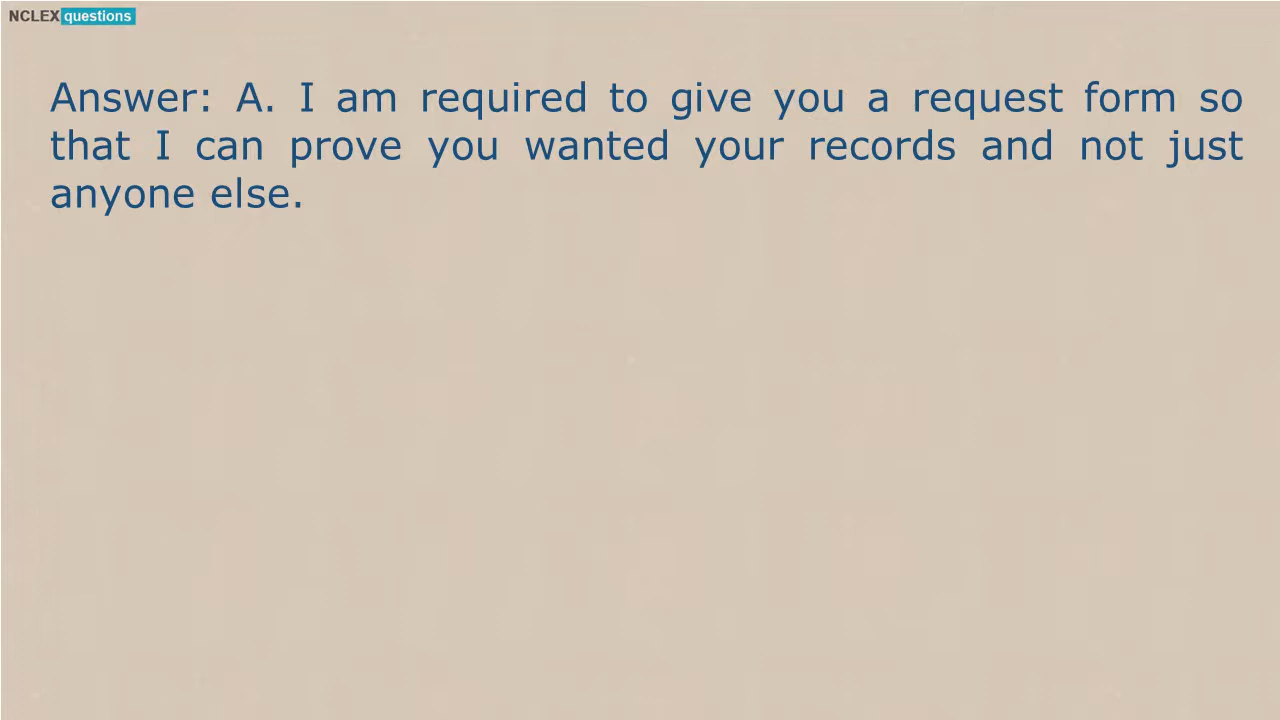 NCLEX questions
Answer: A. I am required to give you a request form so
that I can prove you wanted your records and not just
anyone else.